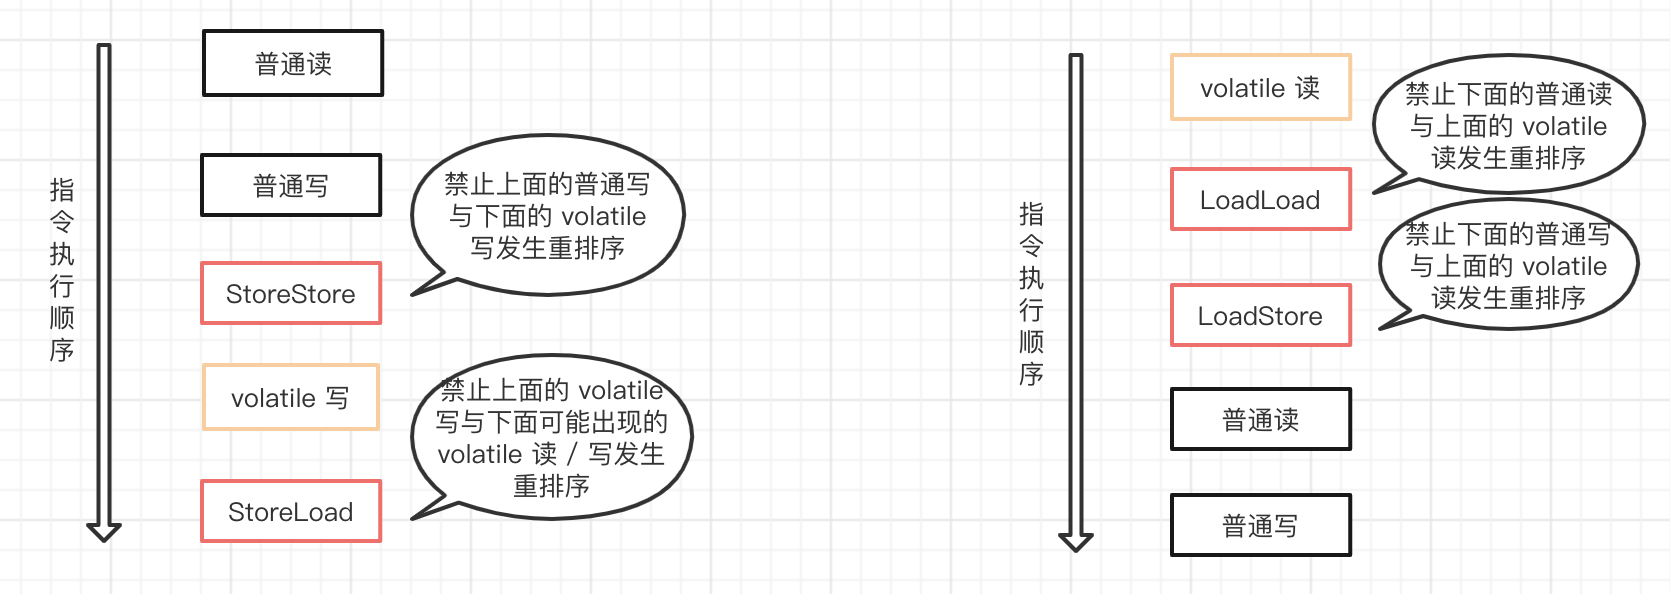 指令执行顺序
普通读
普通写
禁止上面的普通写
与下面的 volatile
写发生重排序
StoreStore
volatile 写
禁止上面的 volatile
写与下面可能出现的
volatile 读 / 写发生
重排序
StoreLoad
指令执行顺序
volatile 读
禁止下面的普通读
与上面的 volatile
读发生重排序
LoadLoad
禁止下面的普通写
与上面的 volatile
读发生重排序
LoadStore
普通读
普通写